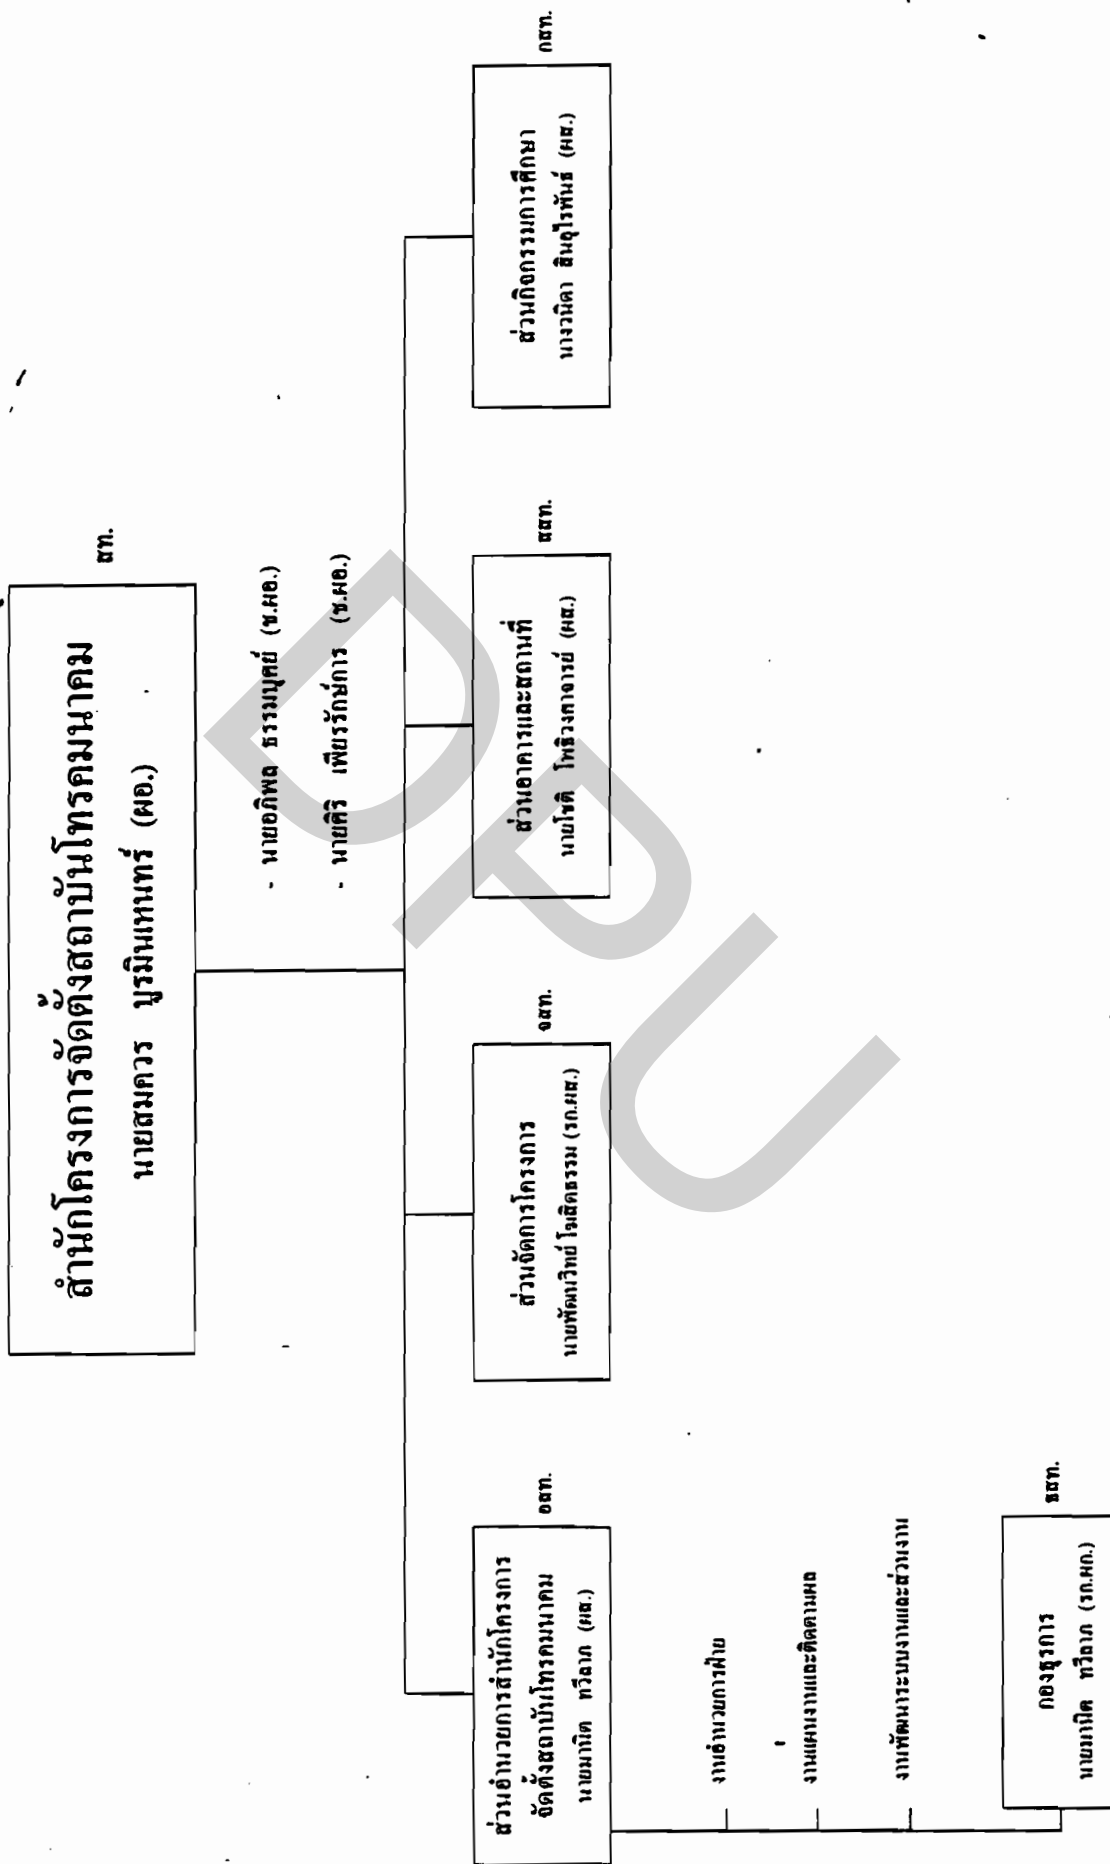 สำนักโครงการจัดตั้งสถาบันโทรคมนาคม
นายสมควร บูรมินเหนทร์ (ผอ.)
สท.
- นายอภิพล ธรรมบุศย์ (ช.ผอ.)
- นายศิริ เพียรรักษ์การ (ช.ผอ.)
ส่วนอำนวยการสำนักโครงการ
จัดตั้งสถาบันโทรคมนาคม
นายมานิต ทวีลาภ (ผส.)
อสท.
ส่วนจัดการโครงการ
นายพัฒนวิทย์ โฆสิตธรรม (รก.ผส.)
จสท.
ส่วนอาคารและสถานที่
นายโชติ โพธิวงศาจารย์ (ผส.)
สสท.
ส่วนกิจกรรมการศึกษา
นางวนิดา สินธุไรพันธ์ (ผส.)
กสท.
งานอำนวยการฝ่าย
งานแผนงานและติดตามผล
งานพัฒนาระบบงานและส่วนงาน
กองธุรการ
นายมานิต ทวีลาภ (รก.ผก.)
ธสท.
DPU